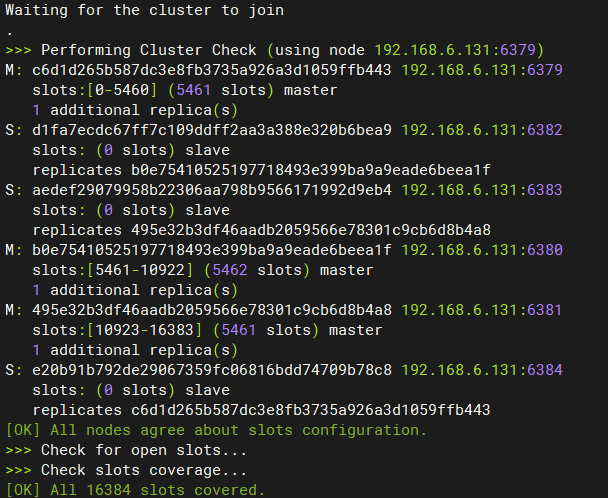 Waiting for the cluster to join
.
>>> Performing Cluster Check (using node 192.168.6.131:6379)
M: c6d1d265b587dc3e8fb3735a926a3d1059ffb443 192.168.6.131:6379
   slots:[0-5460] (5461 slots) master
   1 additional replica(s)
S: d1fa7ecdc67ff7c109ddff2aa3a388e320b6bea9 192.168.6.131:6382
   slots: (0 slots) slave
   replicates b0e75410525197718493e399ba9a9eade6beea1f
S: aedef29079958b22306aa798b9566171992d9eb4 192.168.6.131:6383
   slots: (0 slots) slave
   replicates 495e32b3df46aadb2059566e78301c9cb6d8b4a8
M: b0e75410525197718493e399ba9a9eade6beea1f 192.168.6.131:6380
   slots:[5461-10922] (5462 slots) master
   1 additional replica(s)
M: 495e32b3df46aadb2059566e78301c9cb6d8b4a8 192.168.6.131:6381
   slots:[10923-16383] (5461 slots) master
   1 additional replica(s)
S: e20b91b792de29067359fc06816bdd74709b78c8 192.168.6.131:6384
   slots: (0 slots) slave
   replicates c6d1d265b587dc3e8fb3735a926a3d1059ffb443
[OK] All nodes agree about slots configuration.
>>> Check for open slots...
>>> Check slots coverage...
[OK] All 16384 slots covered.